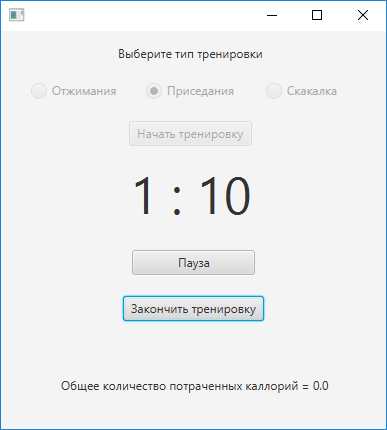 Выберите тип тренировки
Отжимания Приседания Скакалка
Начать тренировку
1 : 10
Пауза
Закончить тренировку
Общее количество потраченных каллорий = 0.0